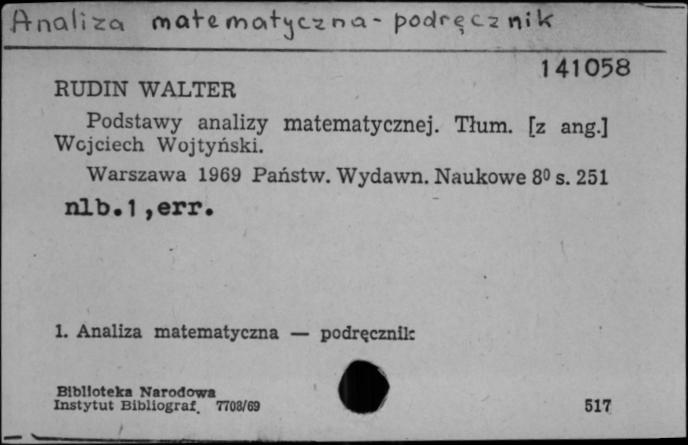 Analiza matematyczna - podręcznik
141058
RUDIN WALTER
Podstawy analizy matematycznej. Tłum. [z ang.]
Wojciech Wojtyński.
Warszawa 1969 Państw. Wydawn. Naukowe 8⁰ s. 251
nlb.1,err.
1. Analiza matematyczna — podręcznik
Biblioteka Narodowa
Instytut Bibliograf. 7708/69
517